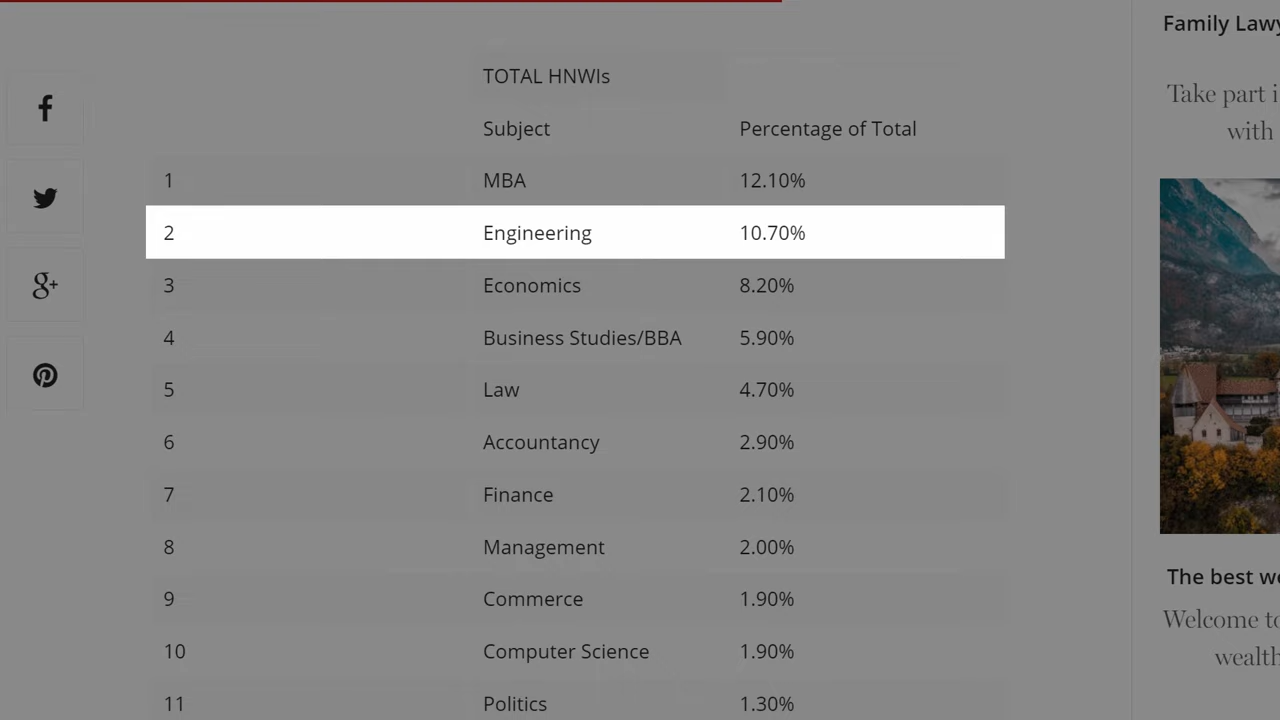 TOTAL HNWIs
Subject Percentage of Total
1 MBA 12.10%
2 Engineering 10.70%
3 Economics 8.20%
4 Business Studies/BBA 5.90%
5 Law 4.70%
6 Accountancy 2.90%
7 Finance 2.10%
8 Management 2.00%
9 Commerce 1.90%
10 Computer Science 1.90%
11 Politics 1.30%
Family
Take part
with
The best
Welcome
wealth